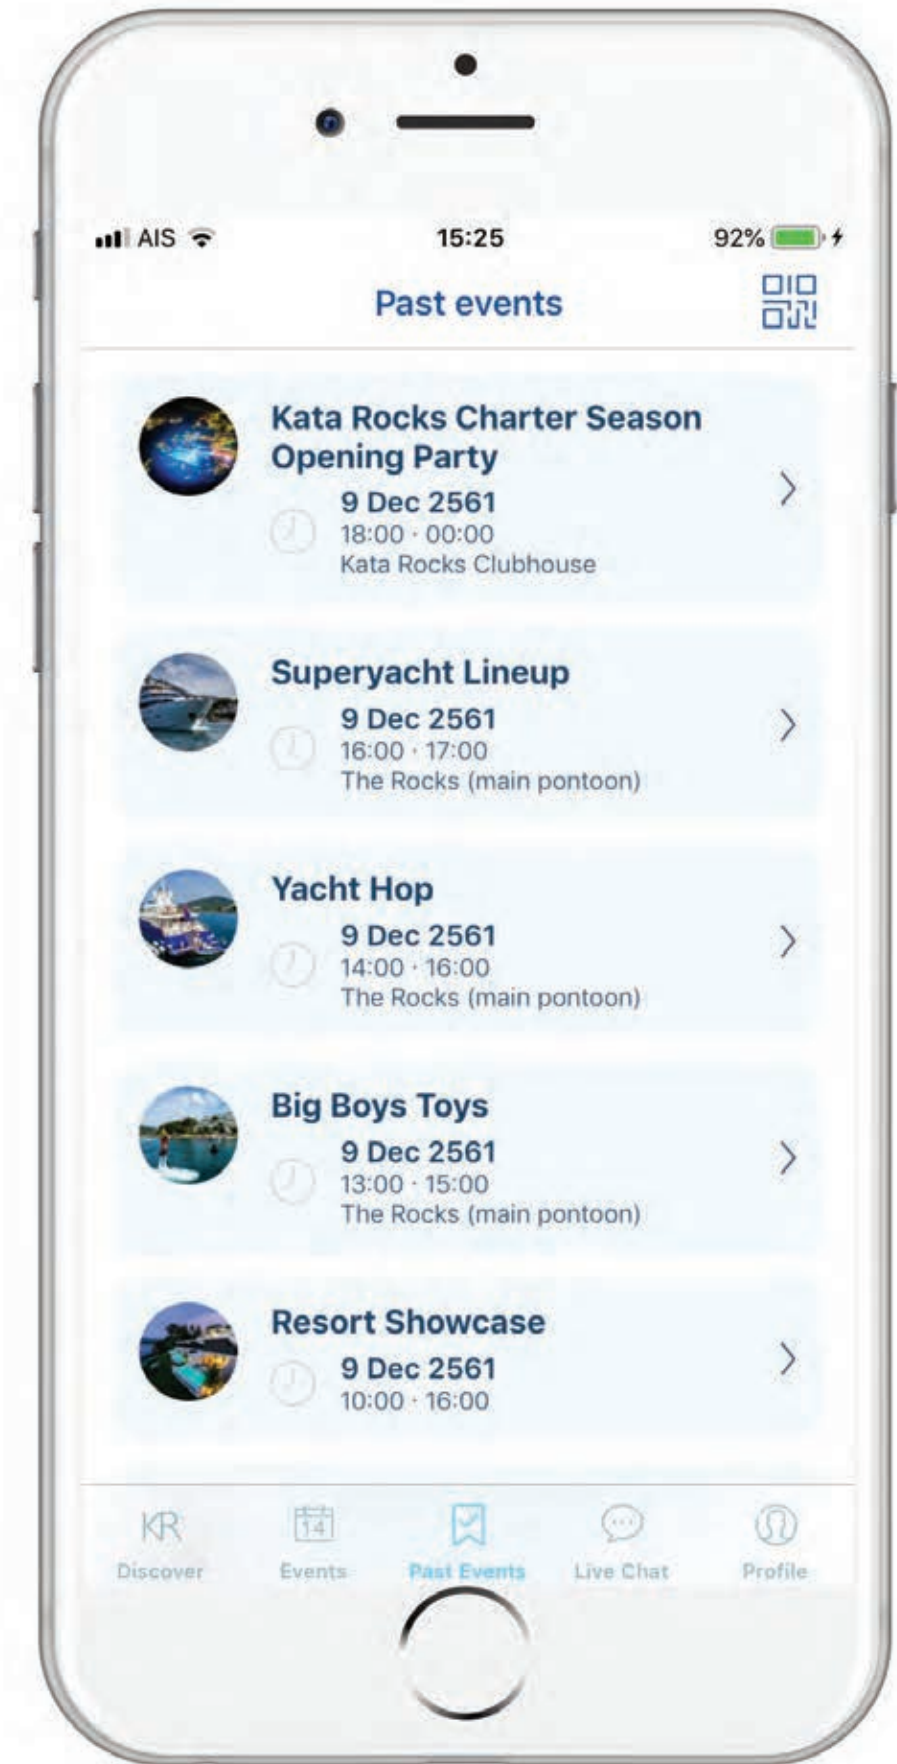 AIS
15:25
92%
Past events
Kata Rocks Charter Season
Opening Party
9 Dec 2561
18:00 · 00:00
Kata Rocks Clubhouse
Superyacht Lineup
9 Dec 2561
16:00 · 17:00
The Rocks (main pontoon)
Yacht Hop
9 Dec 2561
14:00 · 16:00
The Rocks (main pontoon)
Big Boys Toys
9 Dec 2561
13:00 · 15:00
The Rocks (main pontoon)
Resort Showcase
9 Dec 2561
10:00 · 16:00
KR
14
Discover
Events
Past Events
Live Chat
Profile